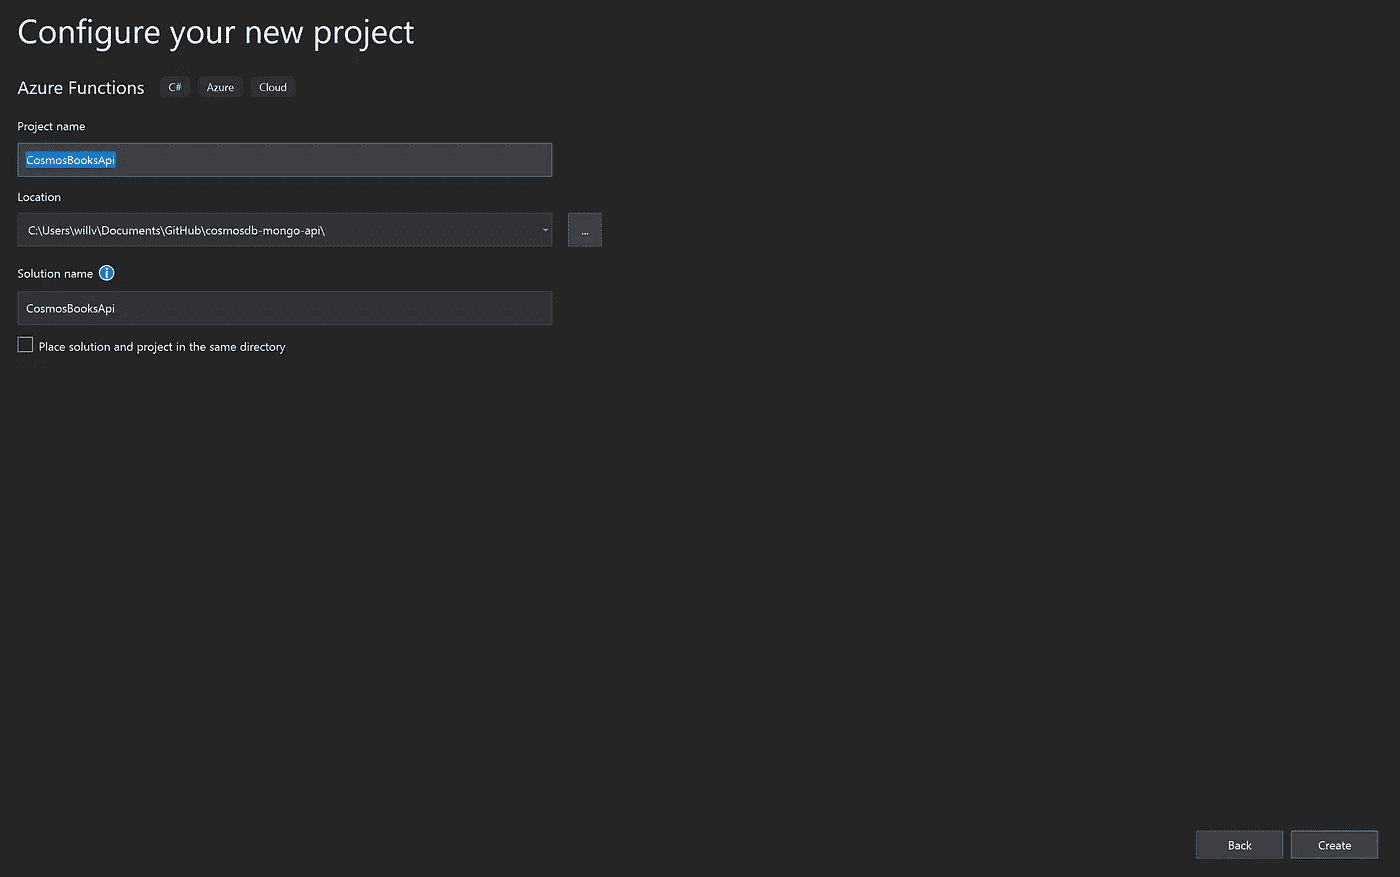 Configure your new project
Azure Functions C# Azure Cloud
Project name
CosmosBooksApi
Location
C:\Users\willv\Documents\GitHub\cosmosdb-mongo-api\
...
Solution name i
CosmosBooksApi
Place solution and project in the same directory
Back Create